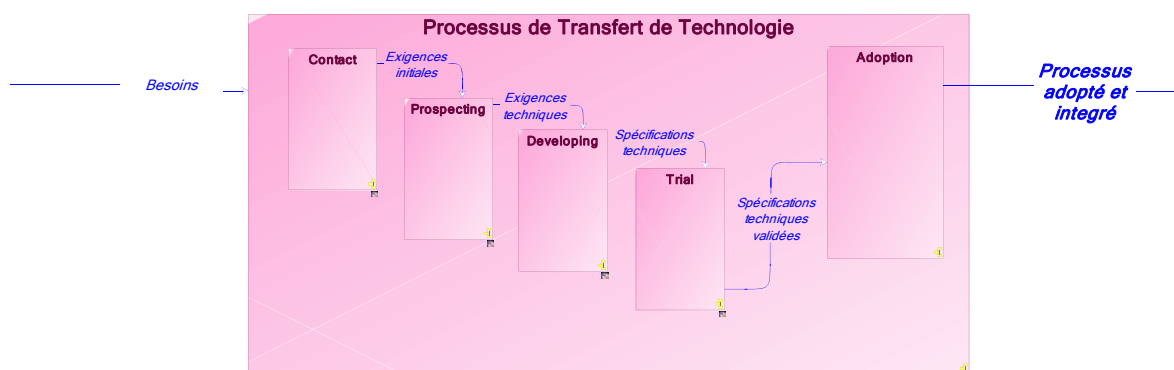 Processus de Transfert de Technologie
Besoins
Contact
Exigences
initiales
Prospecting
Exigences
techniques
Developing
Spécifications
techniques
Trial
Spécifications
techniques
validées
Adoption
Processus
adopté et
integré